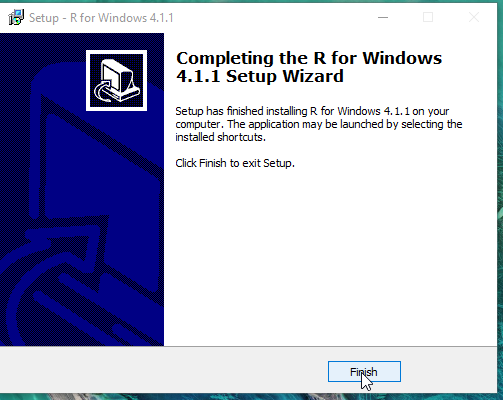 Setup - R for Windows 4.1.1
Completing the R for Windows
4.1.1 Setup Wizard
Setup has finished installing R for Windows 4.1.1 on your
computer. The application may be launched by selecting the
installed shortcuts.
Click Finish to exit Setup.
Finish